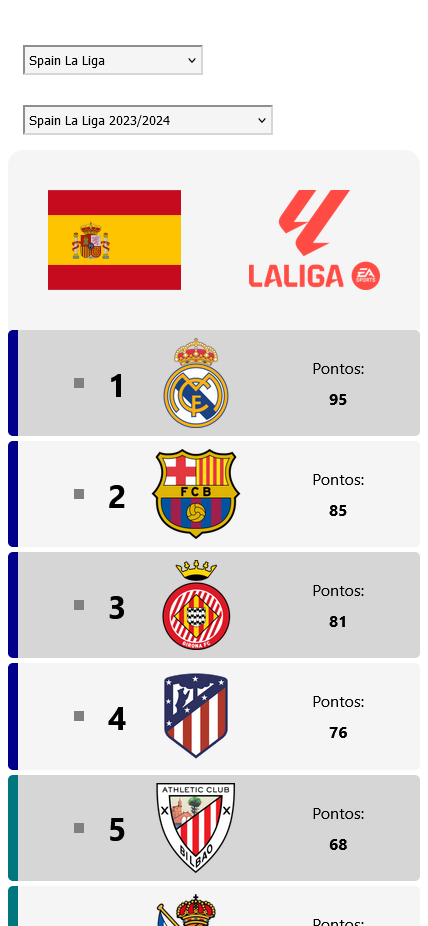 Spain La Liga
Spain La Liga 2023/2024
LALIGA EA SPORTS
1
Pontos:
95
2
FCB
Pontos:
85
3
GIRONA FC
Pontos:
81
4
Pontos:
76
5
ATHLETIC CLUB
BILBAO
Pontos:
68
Pontos: